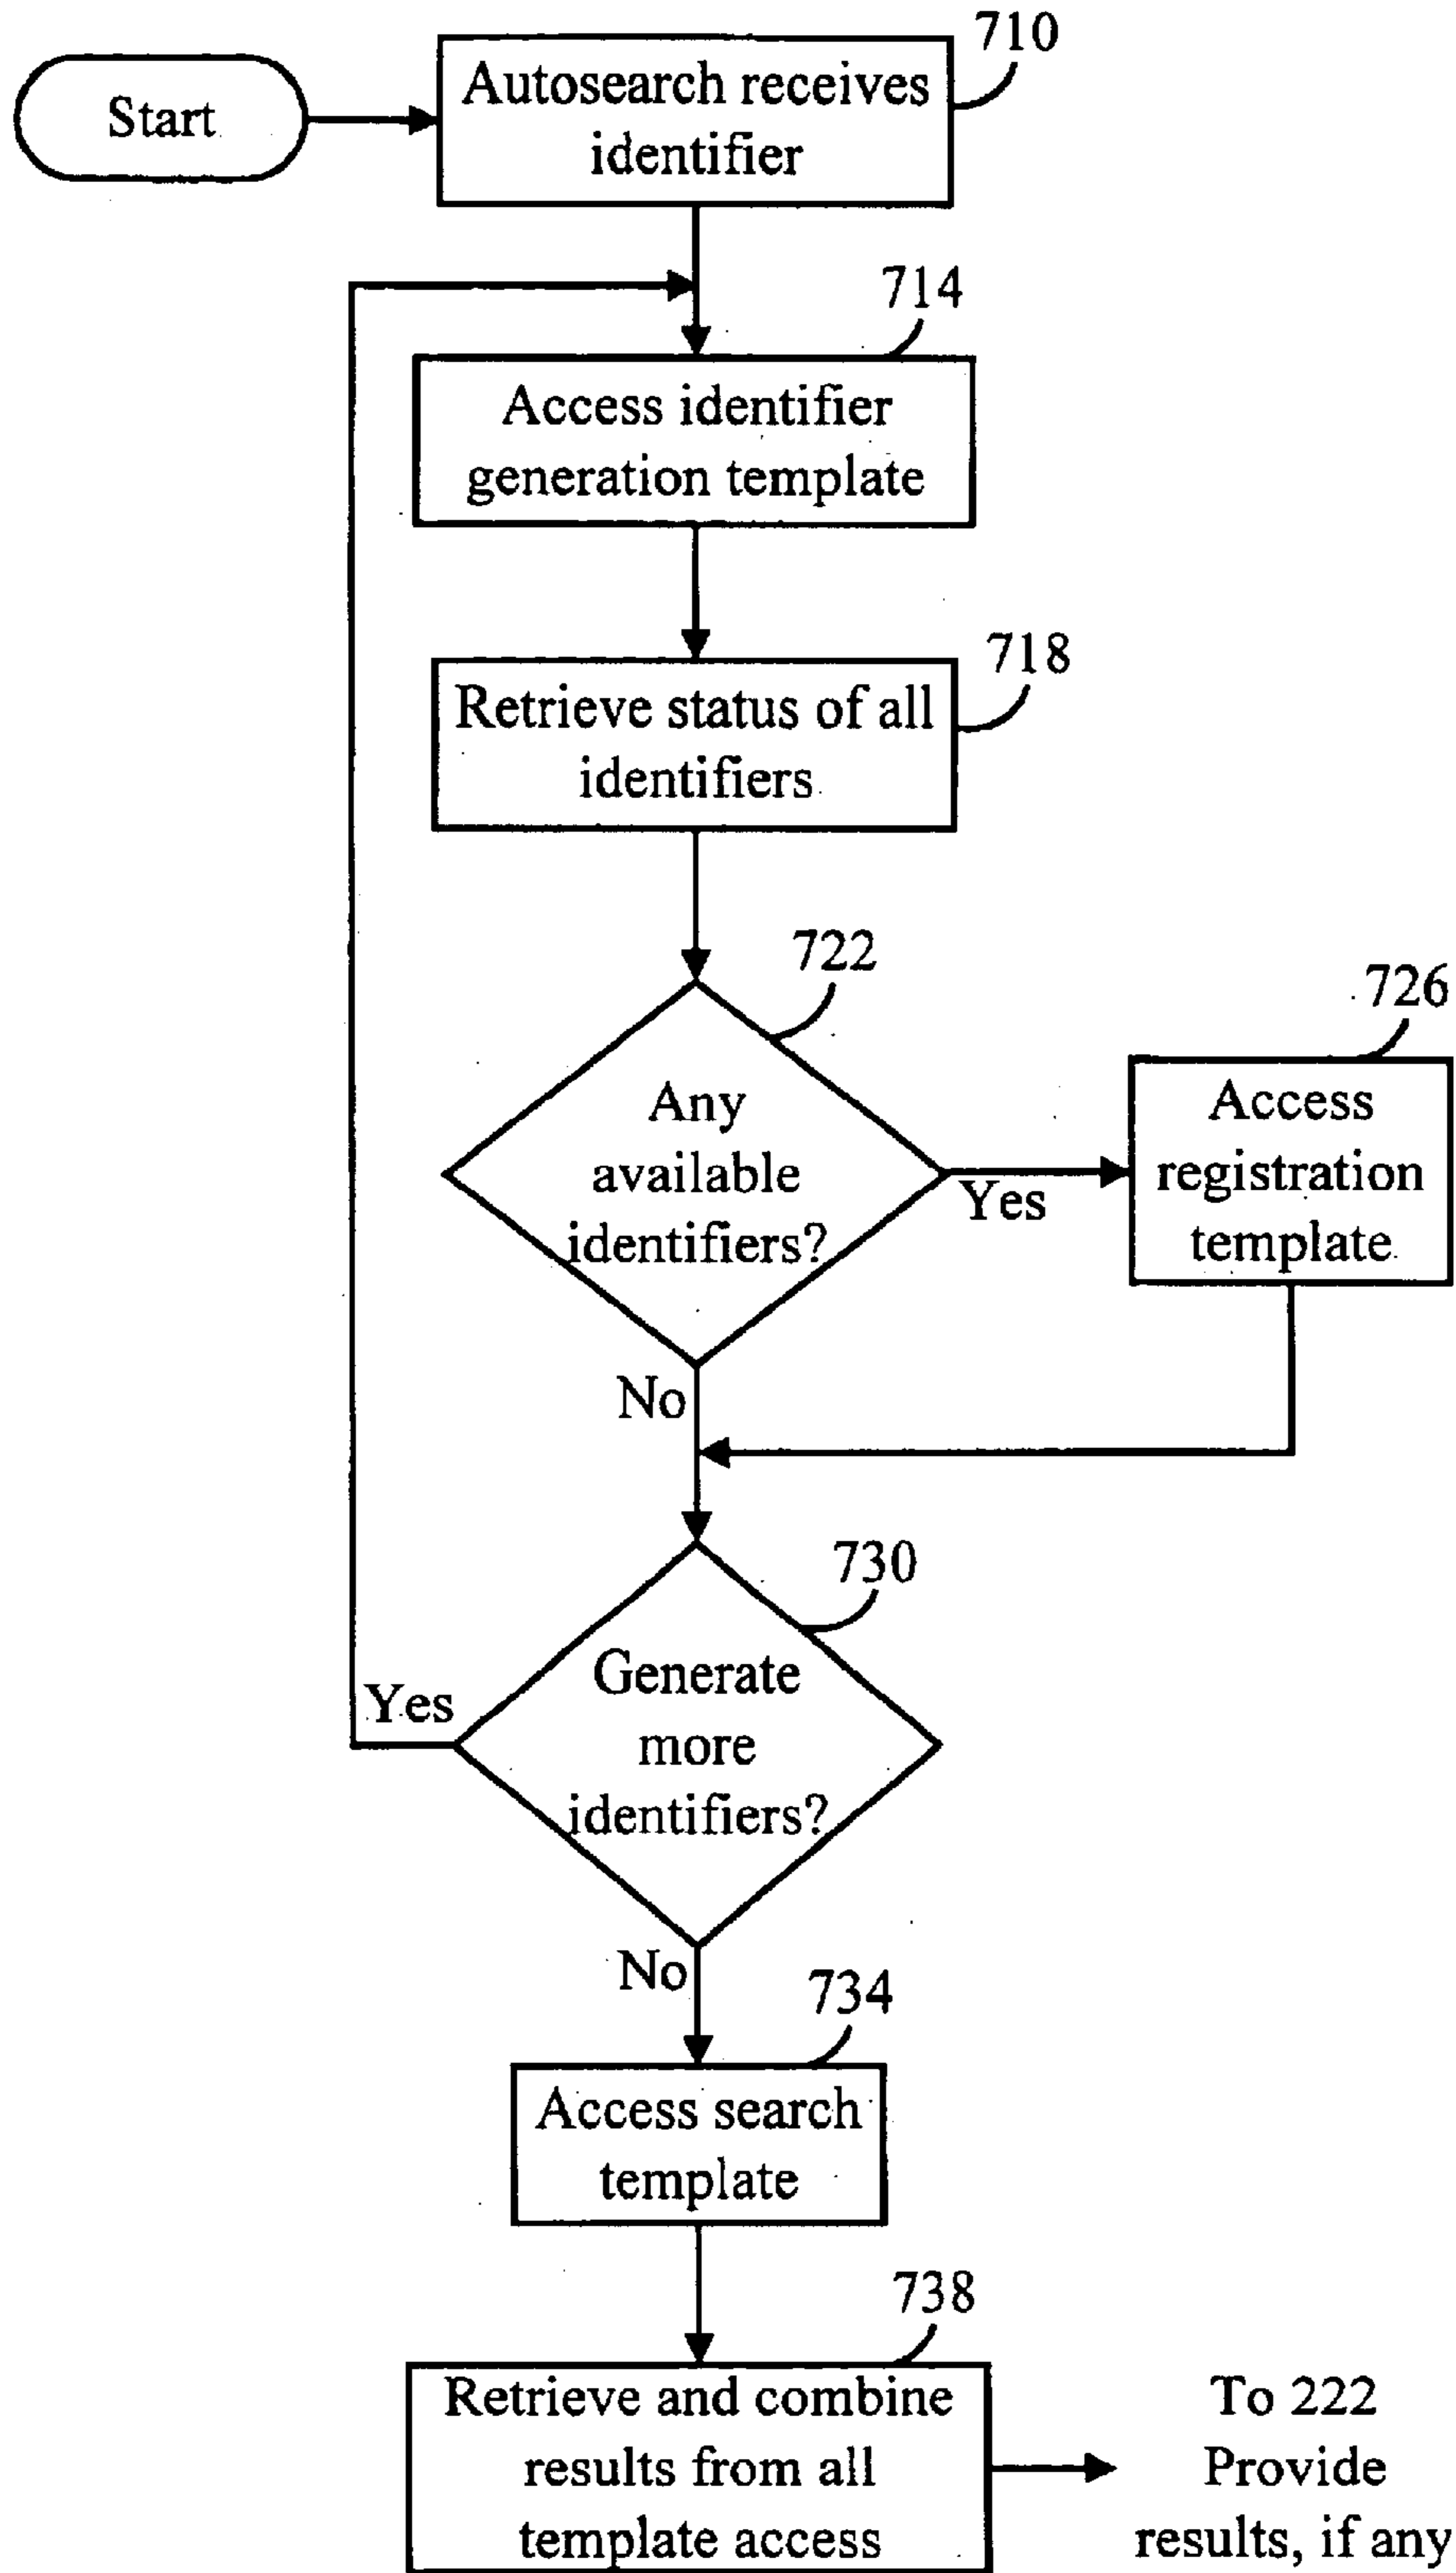 710
Start
Autosearch receives
identifier
714
Access identifier
generation template
718
Retrieve status of all
identifiers
722
Any
available
identifiers?
Yes
726
Access
registration
template
No
730
Generate
more
identifiers?
Yes
No
734
Access search
template
738
Retrieve and combine
results from all
template access
To 222
Provide
results, if any